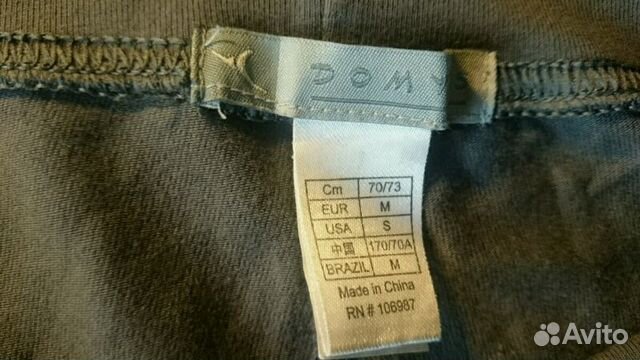 DOMYOS
Cm 70/73
EUR M
USA S
中国 170/70A
BRAZIL M
Made in China
RN # 106987
Avito